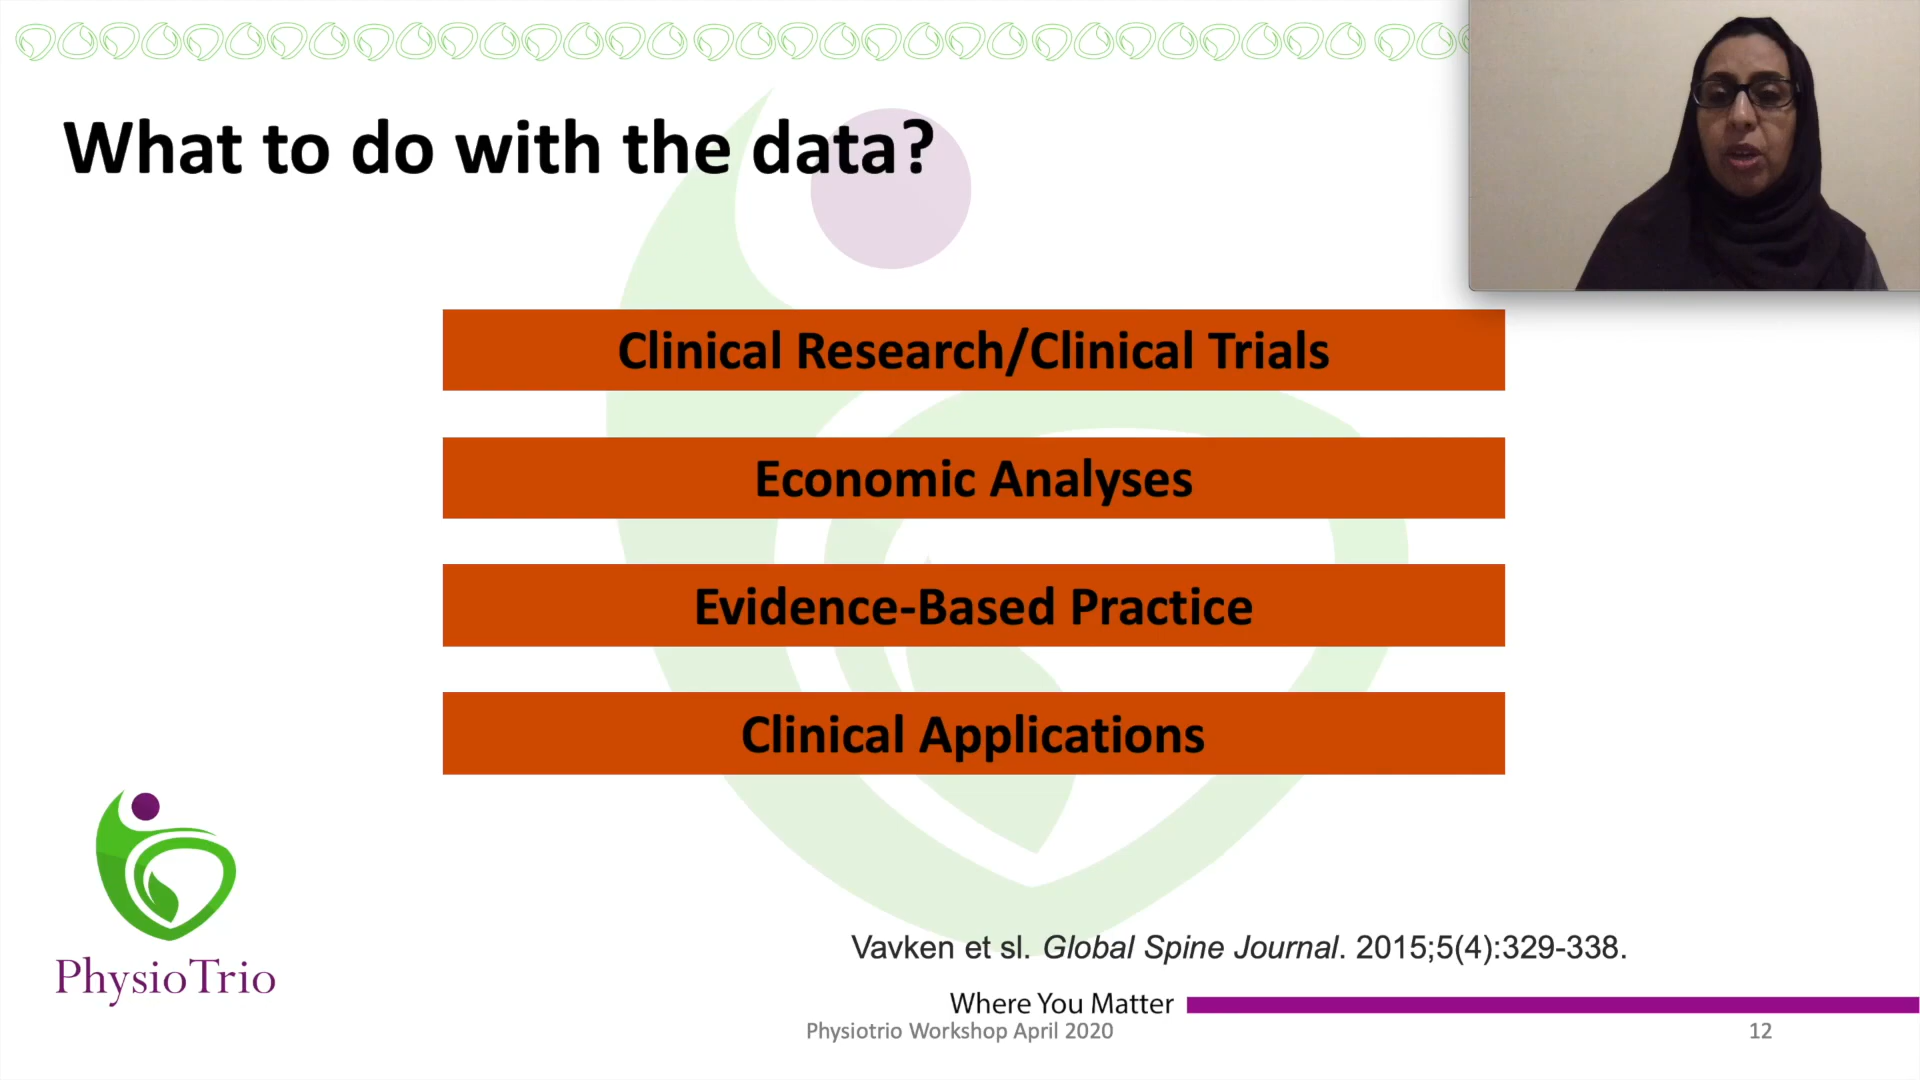 What to do with the data?
Clinical Research/Clinical Trials
Economic Analyses
Evidence-Based Practice
Clinical Applications
PhysioTrio
Vavken et sl. Global Spine Journal. 2015;5(4):329-338.
Where You Matter
Physiotrio Workshop April 2020
12